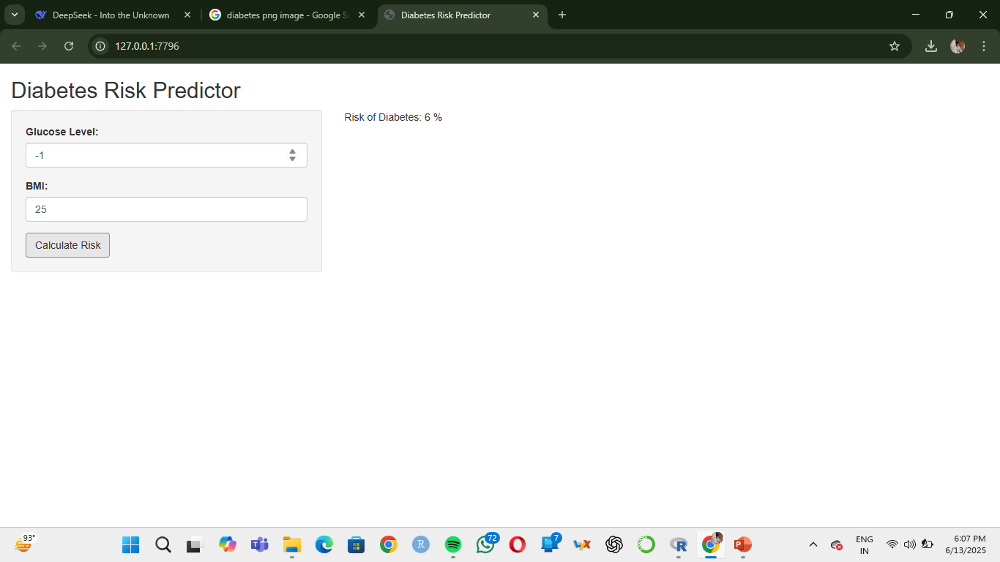 DeepSeek - Into the Unknown
diabetes png image - Google S
Diabetes Risk Predictor
127.0.0.1:7796
Diabetes Risk Predictor
Glucose Level:
-1
BMI:
25
Calculate Risk
Risk of Diabetes: 6 %
93°
R
72
7
R
P
ENG
IN
6:07 PM
6/13/2025